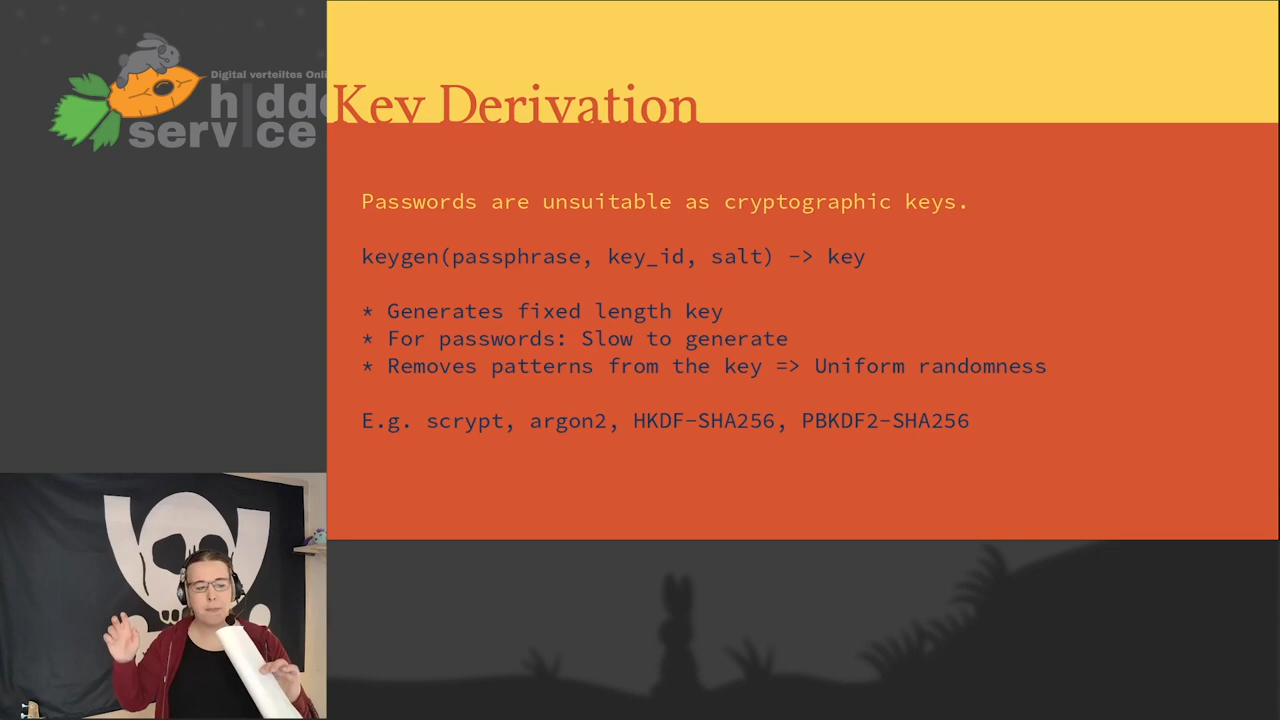 Digital verteiltes Onli
hidde
service
Key Derivation
Passwords are unsuitable as cryptographic keys.
keygen(passphrase, key_id, salt) -> key
* Generates fixed length key
* For passwords: Slow to generate
* Removes patterns from the key => Uniform randomness
E.g. scrypt, argon2, HKDF-SHA256, PBKDF2-SHA256